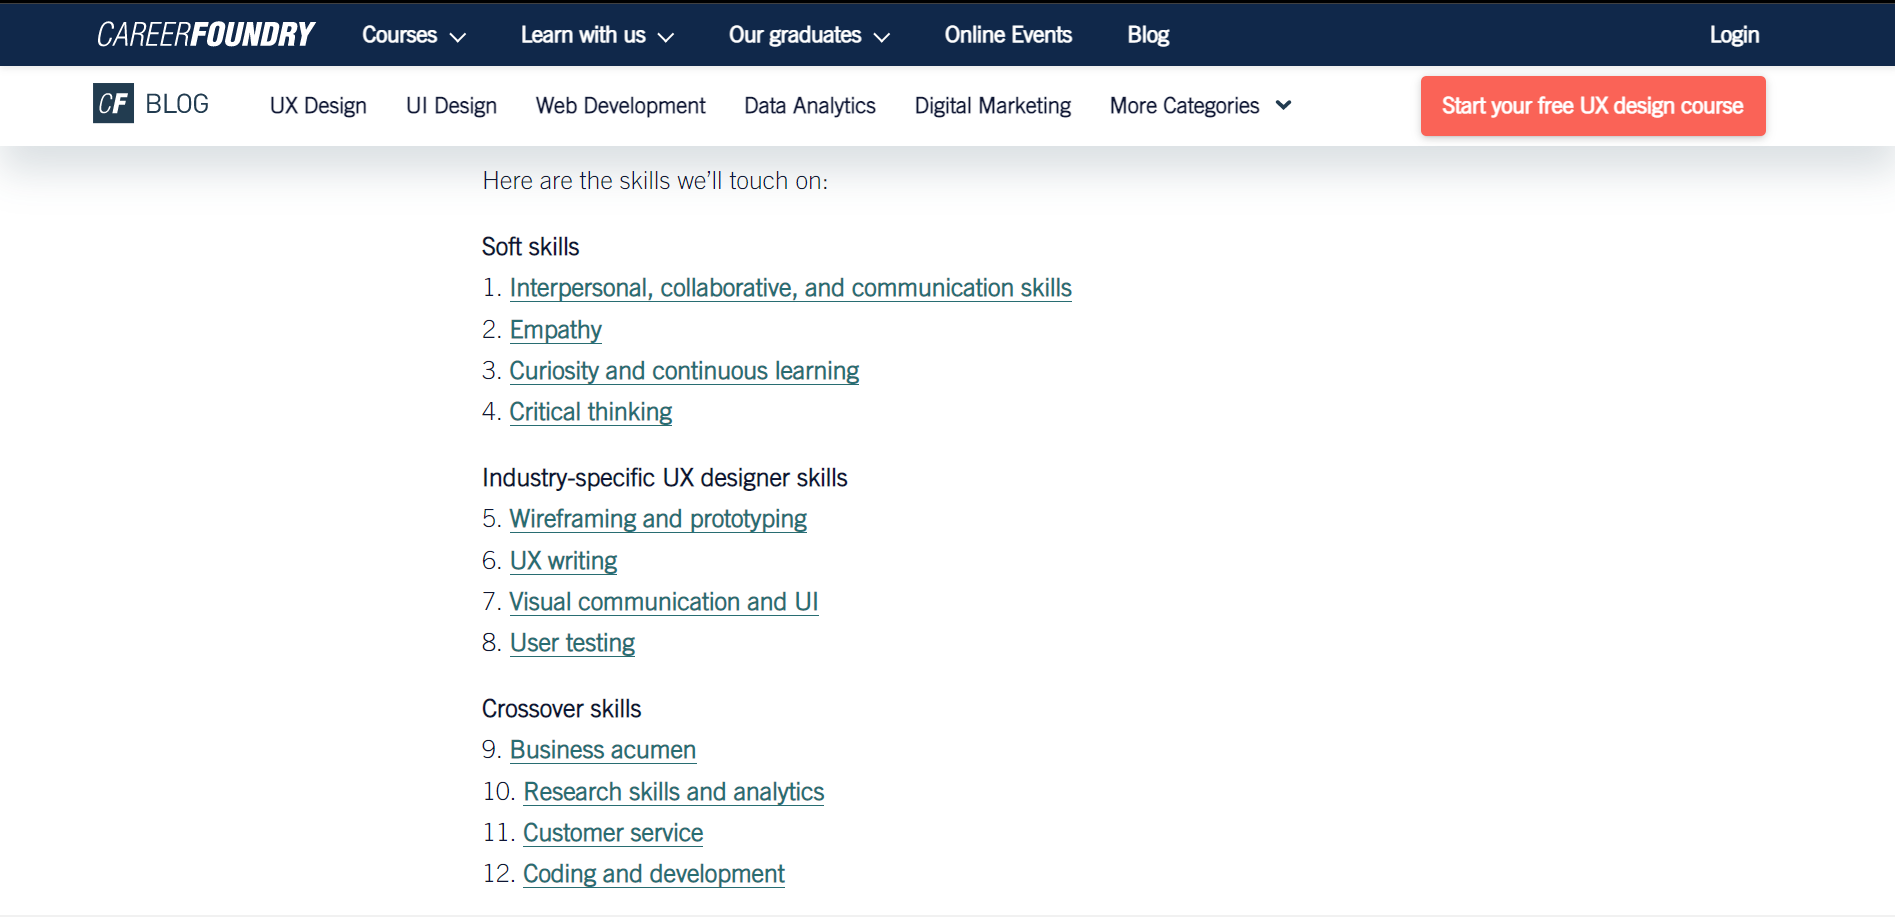 CAREERFOUNDRY Courses Learn with us Our graduates Online Events Blog Login
CF BLOG UX Design UI Design Web Development Data Analytics Digital Marketing More Categories Start your free UX design course
Here are the skills we’ll touch on:
Soft skills
1. Interpersonal, collaborative, and communication skills
2. Empathy
3. Curiosity and continuous learning
4. Critical thinking
Industry-specific UX designer skills
5. Wireframing and prototyping
6. UX writing
7. Visual communication and UI
8. User testing
Crossover skills
9. Business acumen
10. Research skills and analytics
11. Customer service
12. Coding and development